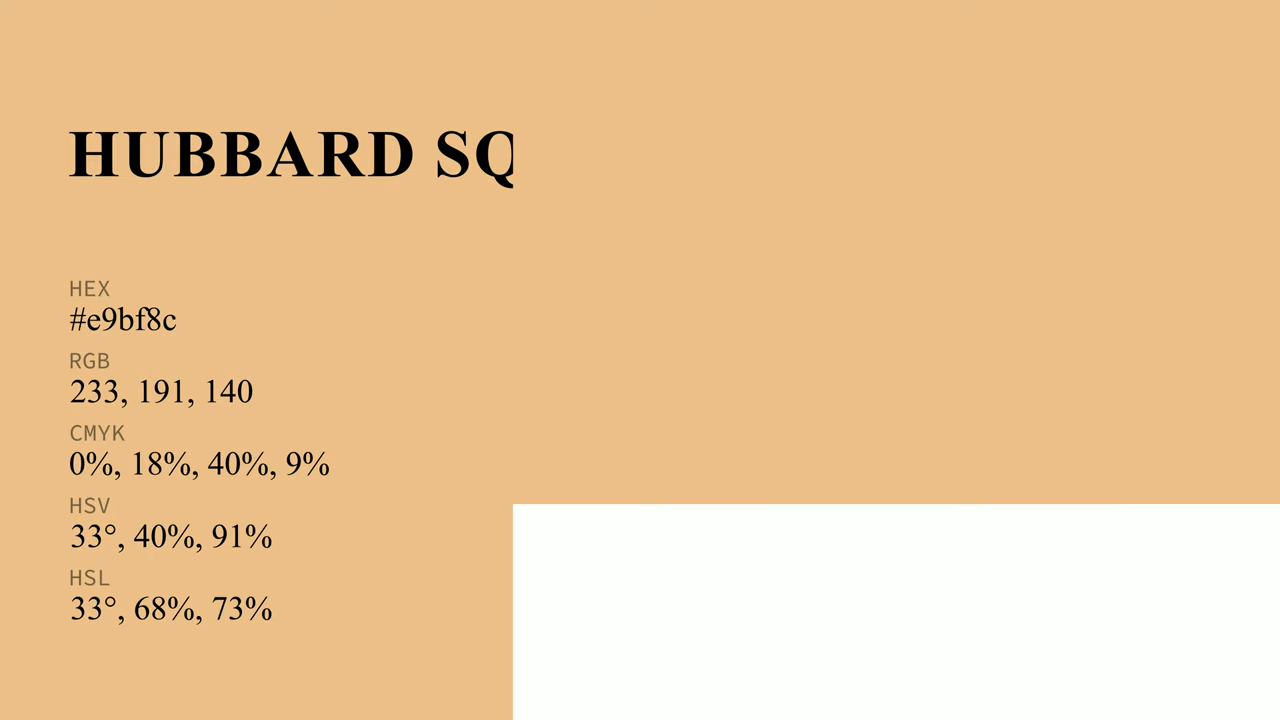 HUBBARD SQ
HEX
#e9bf8c
RGB
233, 191, 140
CMYK
0%, 18%, 40%, 9%
HSV
33°, 40%, 91%
HSL
33°, 68%, 73%